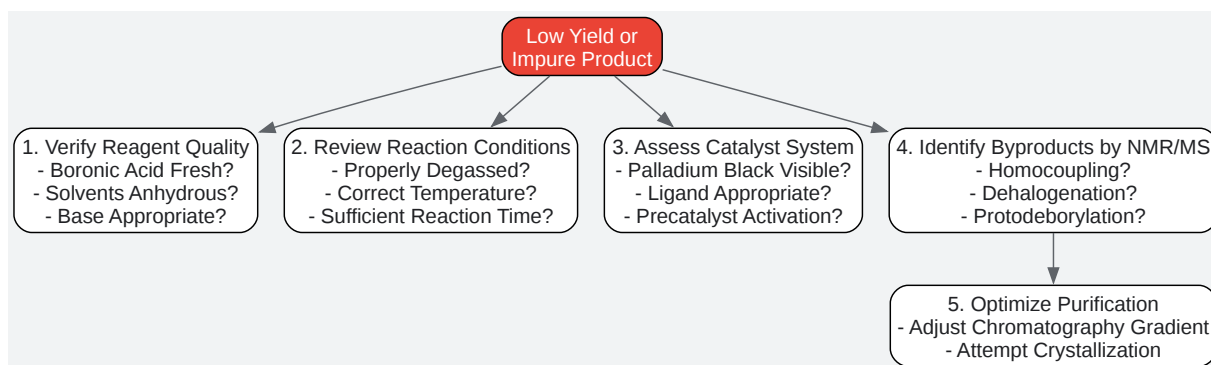 Low Yield or
Impure Product
1. Verify Reagent Quality
- Boronic Acid Fresh?
- Solvents Anhydrous?
- Base Appropriate?
2. Review Reaction Conditions
- Properly Degassed?
- Correct Temperature?
- Sufficient Reaction Time?
3. Assess Catalyst System
- Palladium Black Visible?
- Ligand Appropriate?
- Precatalyst Activation?
4. Identify Byproducts by NMR/MS
- Homocoupling?
- Dehalogenation?
- Protodeborylation?
5. Optimize Purification
- Adjust Chromatography Gradient
- Attempt Crystallization